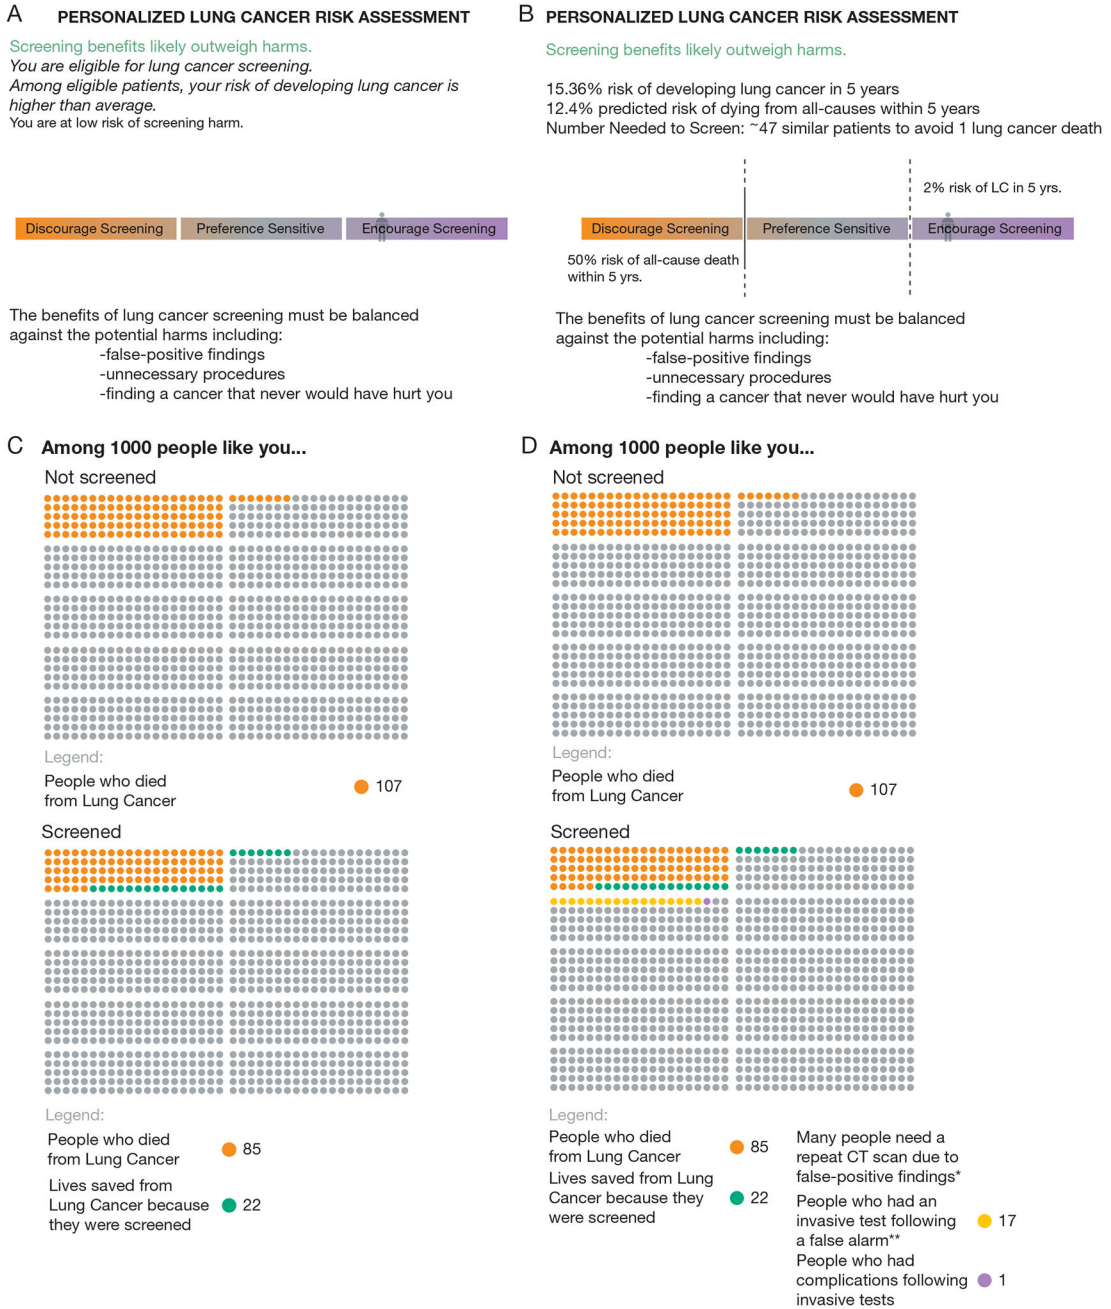 A
PERSONALIZED LUNG CANCER RISK ASSESSMENT
Screening benefits likely outweigh harms.
You are eligible for lung cancer screening.
Among eligible patients, your risk of developing lung cancer is
higher than average.
You are at low risk of screening harm.
Discourage Screening
Preference Sensitive
Encourage Screening
The benefits of lung cancer screening must be balanced
against the potential harms including:
-false-positive findings
-unnecessary procedures
-finding a cancer that never would have hurt you
B
PERSONALIZED LUNG CANCER RISK ASSESSMENT
Screening benefits likely outweigh harms.
15.36% risk of developing lung cancer in 5 years
12.4% predicted risk of dying from all-causes within 5 years
Number Needed to Screen: ~47 similar patients to avoid 1 lung cancer death
2% risk of LC in 5 yrs.
Discourage Screening
Preference Sensitive
Encourage Screening
50% risk of all-cause death
within 5 yrs.
The benefits of lung cancer screening must be balanced
against the potential harms including:
-false-positive findings
-unnecessary procedures
-finding a cancer that never would have hurt you
C
Among 1000 people like you...
Not screened
Legend:
People who died
from Lung Cancer
107
Screened
Legend:
People who died
from Lung Cancer
85
Lives saved from
Lung Cancer because
they were screened
22
D
Among 1000 people like you...
Not screened
Legend:
People who died
from Lung Cancer
107
Screened
Legend:
People who died
from Lung Cancer
85
Lives saved from Lung
Cancer because they
were screened
22
Many people need a
repeat CT scan due to
false-positive findings*
People who had an
invasive test following
a false alarm**
17
People who had
complications following
invasive tests
1